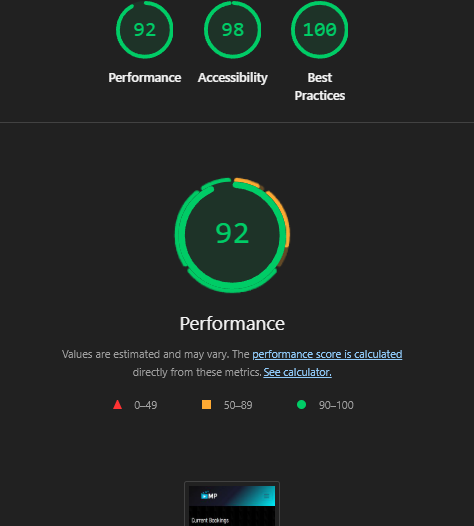 92
98
100
Performance
Accessibility
Best
Practices
92
Performance
Values are estimated and may vary. The performance score is calculated
directly from these metrics. See calculator.
0–49
50–89
90–100
MP
Current Bookings